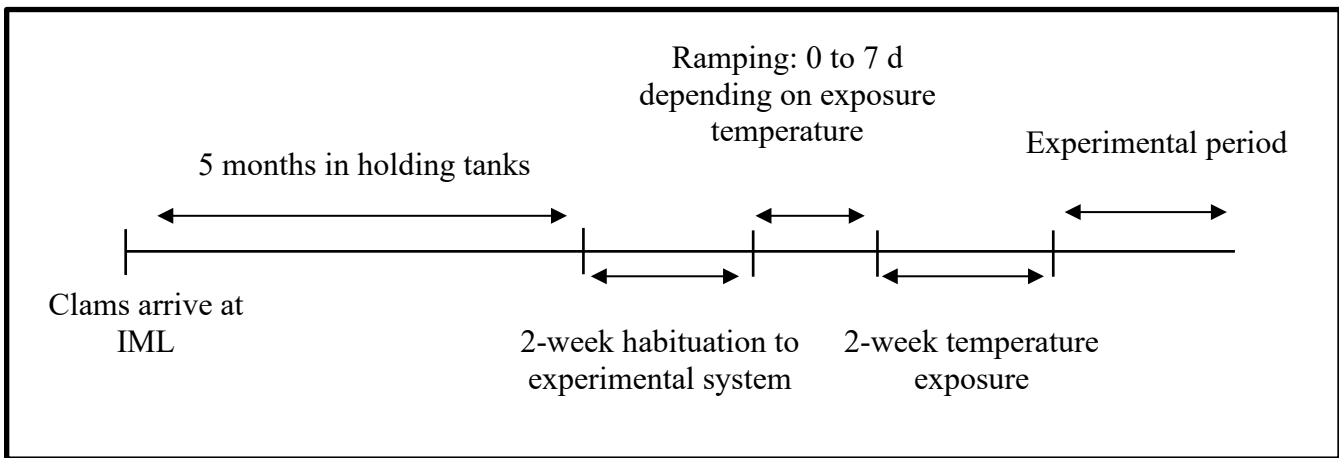 Ramping: 0 to 7 d
depending on exposure
temperature
Experimental period
5 months in holding tanks
Clams arrive at
IML
2-week habituation to
experimental system
2-week temperature
exposure